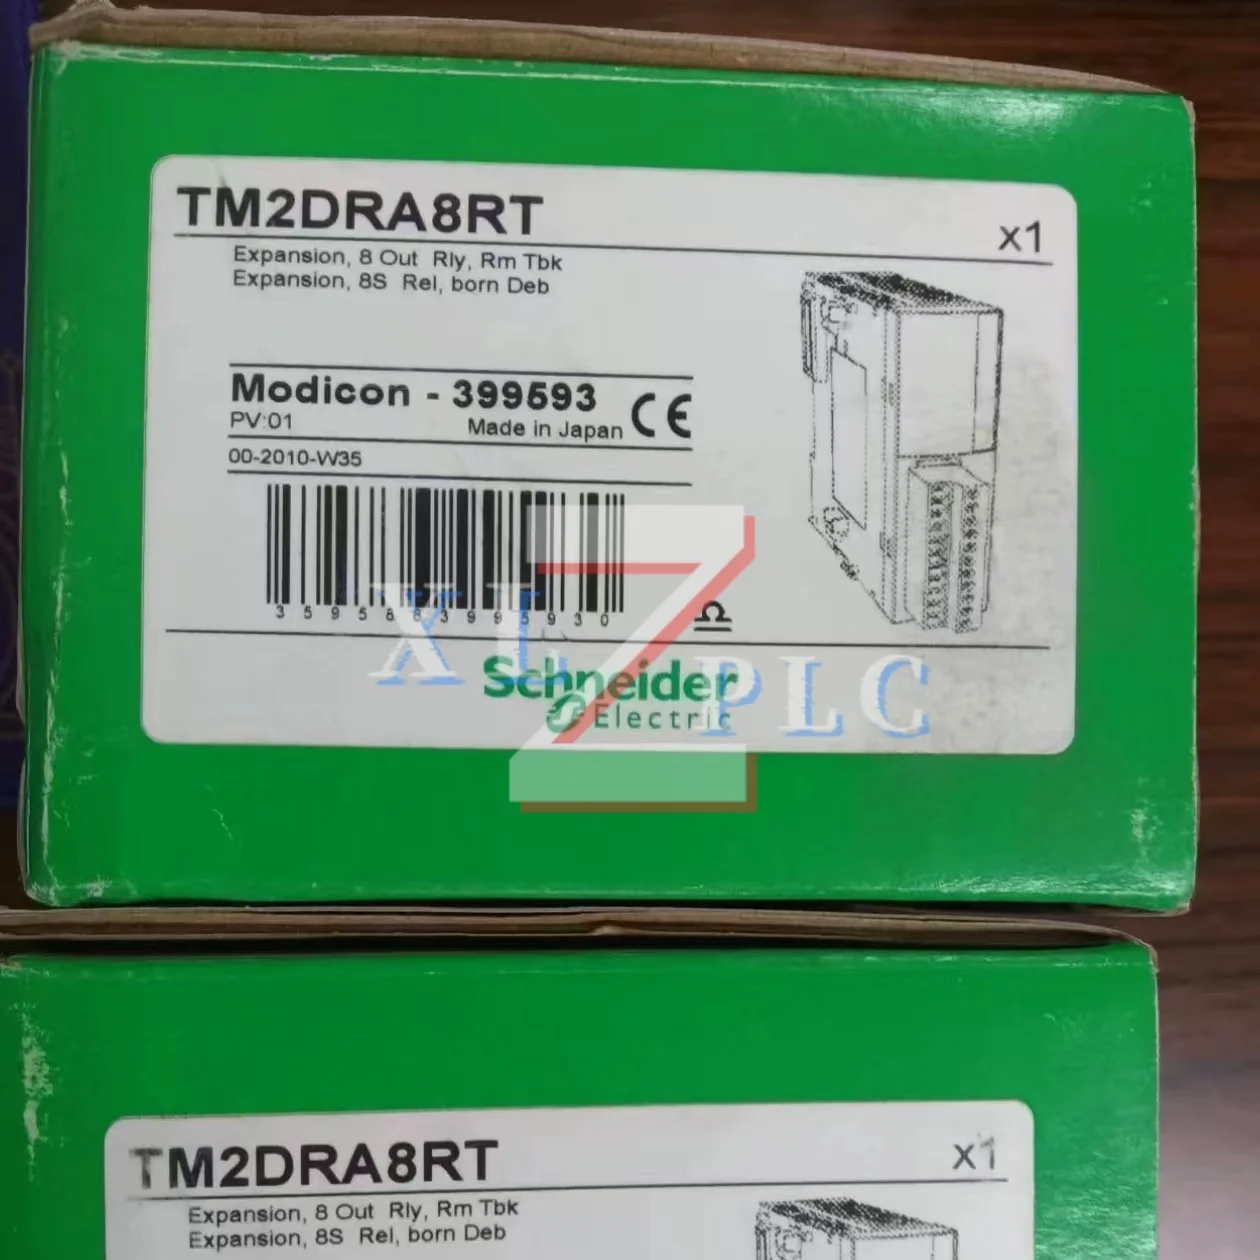 TM2DRA8RT
x1
Expansion, 8 Out Rly, Rm Tbk
Expansion, 8S Rel, born Deb
Modicon - 399593
CE
PV:01
Made in Japan
00-2010-W35
3595863995930
XL Z PLC
Schneider
Electric
TM2DRA8RT
x1
Expansion, 8 Out Rly, Rm Tbk
Expansion, 8S Rel, born Deb